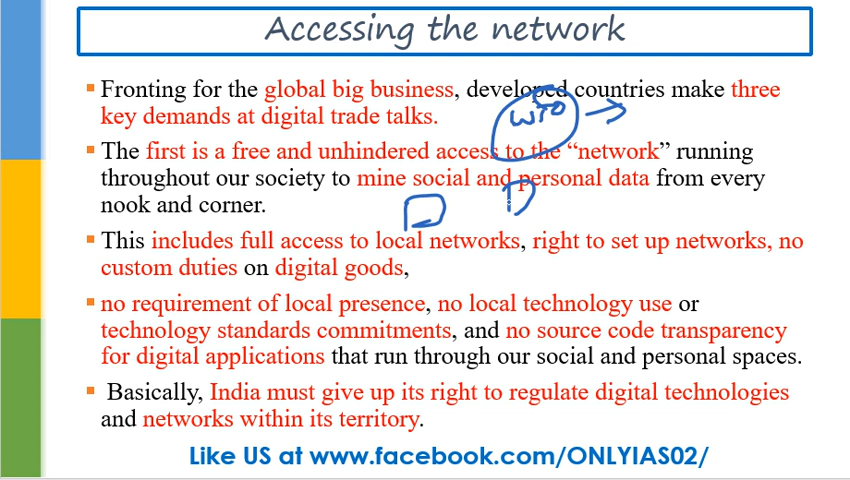 Accessing the network
Fronting for the global big business, developed countries make three
key demands at digital trade talks.
WTO
The first is a free and unhindered access to the “network” running
throughout our society to mine social and personal data from every
nook and corner.
This includes full access to local networks, right to set up networks, no
custom duties on digital goods,
no requirement of local presence, no local technology use or
technology standards commitments, and no source code transparency
for digital applications that run through our social and personal spaces.
Basically, India must give up its right to regulate digital technologies
and networks within its territory.
Like US at www.facebook.com/ONLYIAS02/